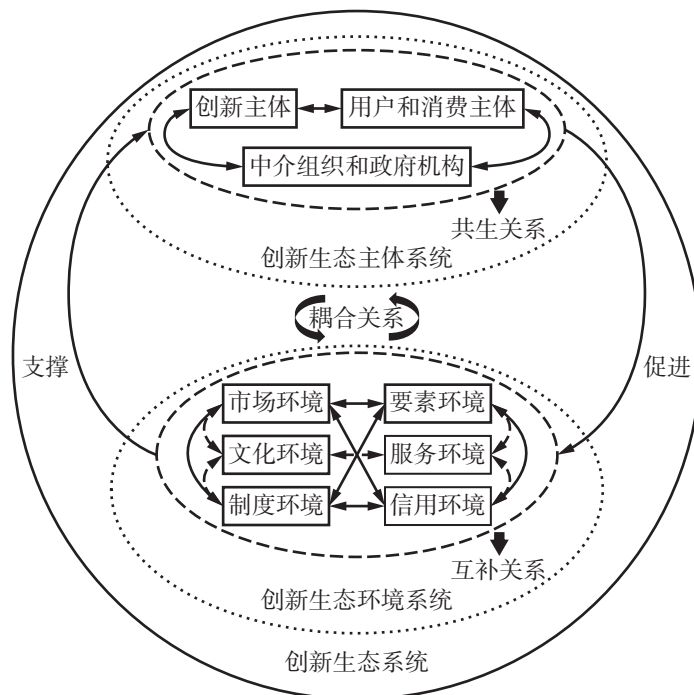 创新主体
用户和消费主体
中介组织和政府机构
共生关系
创新生态主体系统
耦合关系
支撑
促进
市场环境
要素环境
文化环境
服务环境
制度环境
信用环境
互补关系
创新生态环境系统
创新生态系统